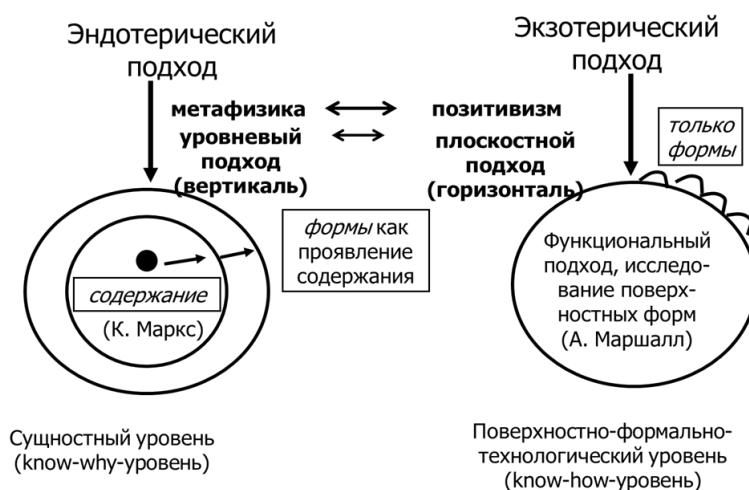 Эндотерический
подход
Экзотерический
подход
метафизика
позитивизм
уровневый
подход
(вертикаль)
плоскостной
подход
(горизонталь)
только
формы
формы как
проявление
содержания
содержание
(К. Маркс)
Функциональный
подход, исследо-
вание поверх-
ностных форм
(А. Маршалл)
Сущностный уровень
(know-why-уровень)
Поверхностно-формально-
технологический уровень
(know-how-уровень)